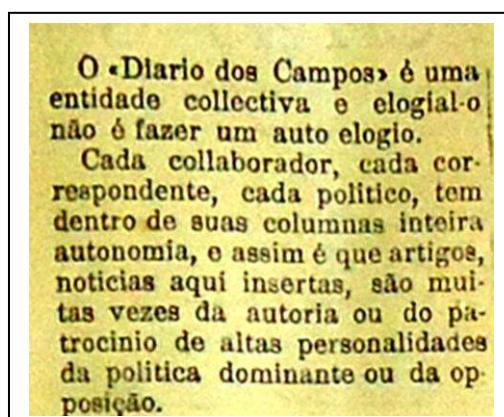 O «Diario dos Campos» é uma
entidade collectiva e elogial-o
não é fazer um auto elogio.
Cada collaborador, cada cor-
respondente, cada politico, tem
dentro de suas columnas inteira
autonomia, e assim é que artigos,
noticias aqui insertas, são mui-
tas vezes da autoria ou do pa-
trocinio de altas personalidades
da politica dominante ou da op-
posição.